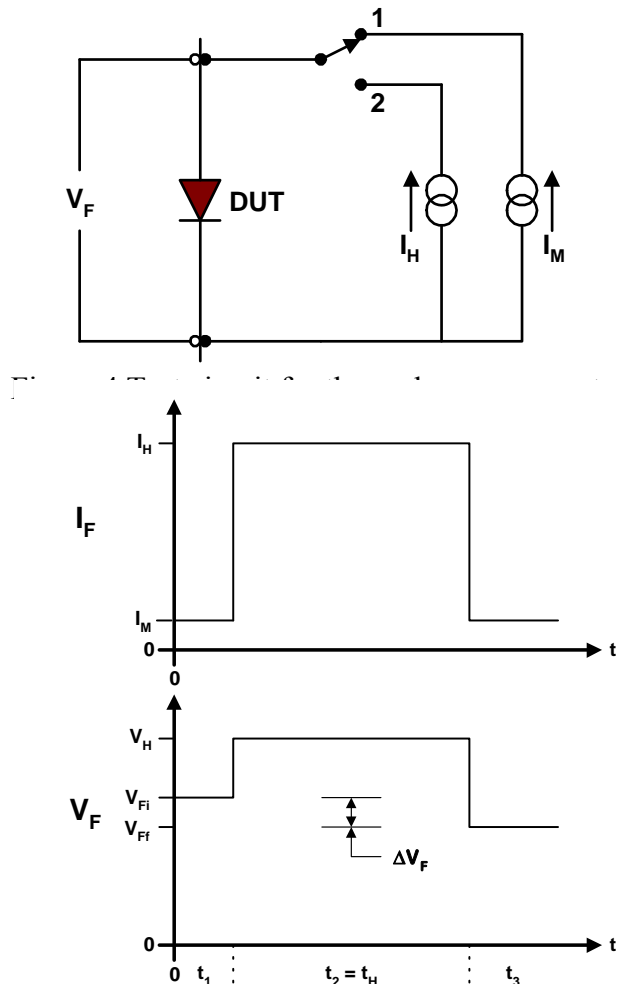 1
2
V_F
DUT
I_H
I_M
I_H
I_F
I_M
0
t
0
V_H
V_Fi
V_F
V_Ff
ΔV_F
0
t
0 t_1 t_2 = t_H t_3